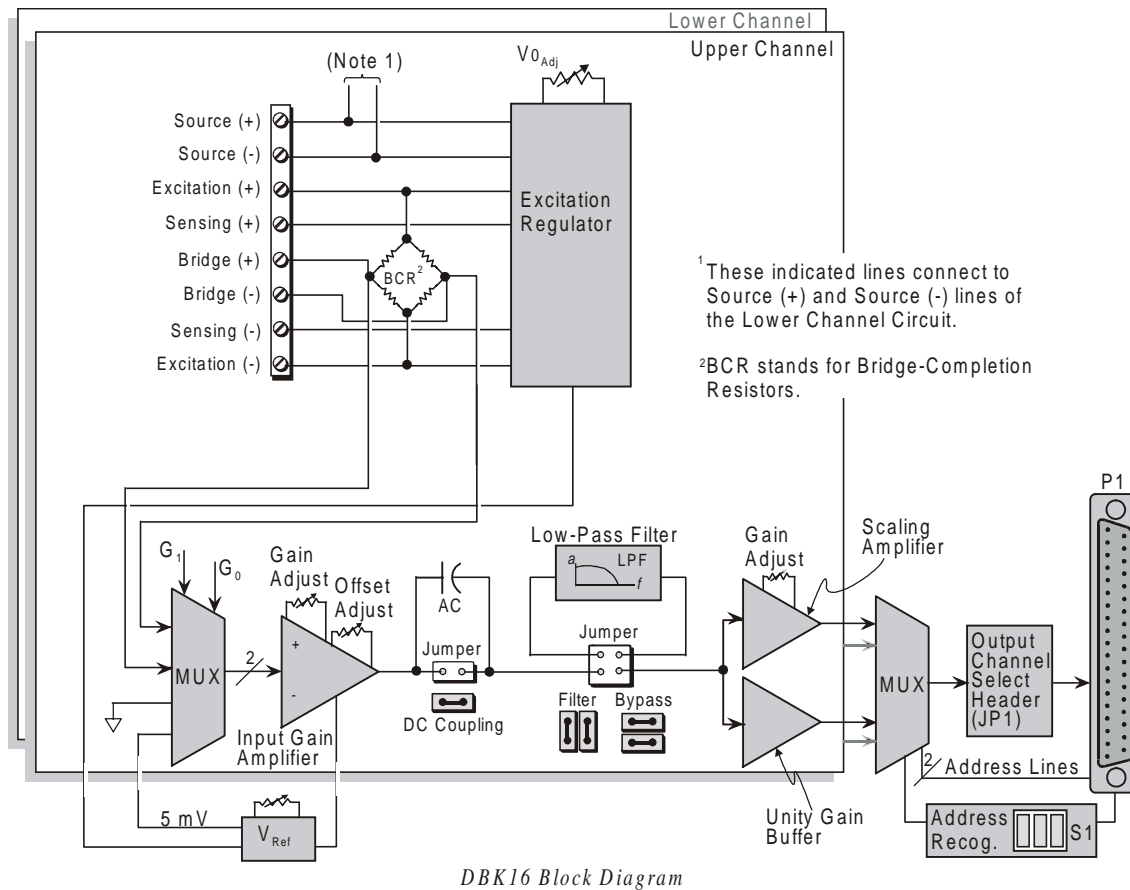 Lower Channel
Upper Channel
(Note 1)
V0Adj
Source (+)
Source (-)
Excitation (+)
Sensing (+)
Bridge (+)
Bridge (-)
Sensing (-)
Excitation (-)
Excitation
Regulator
BCR2
1 These indicated lines connect to
Source (+) and Source (-) lines of
the Lower Channel Circuit.
2BCR stands for Bridge-Completion
Resistors.
P1
G1
G0
Gain
Adjust
Offset
Adjust
AC
Jumper
DC Coupling
Low-Pass Filter
a
LPF
f
Jumper
Filter
Bypass
Gain
Adjust
Scaling
Amplifier
MUX
2
+
-
Input Gain
Amplifier
MUX
Output
Channel
Select
Header
(JP1)
2
Address Lines
Unity Gain
Buffer
Address
Recog.
S1
5 mV
VRef
DBK16 Block Diagram